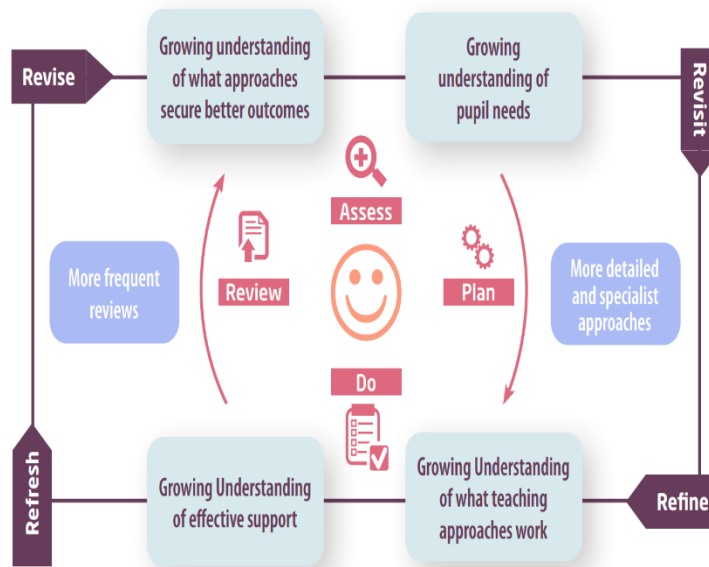 Revise
Growing understanding
of what approaches
secure better outcomes
Growing
understanding of
pupil needs
Revisit
Assess
More frequent
reviews
Review
Plan
More detailed
and specialist
approaches
Do
Refresh
Growing Understanding
of effective support
Growing Understanding
of what teaching
approaches work
Refine